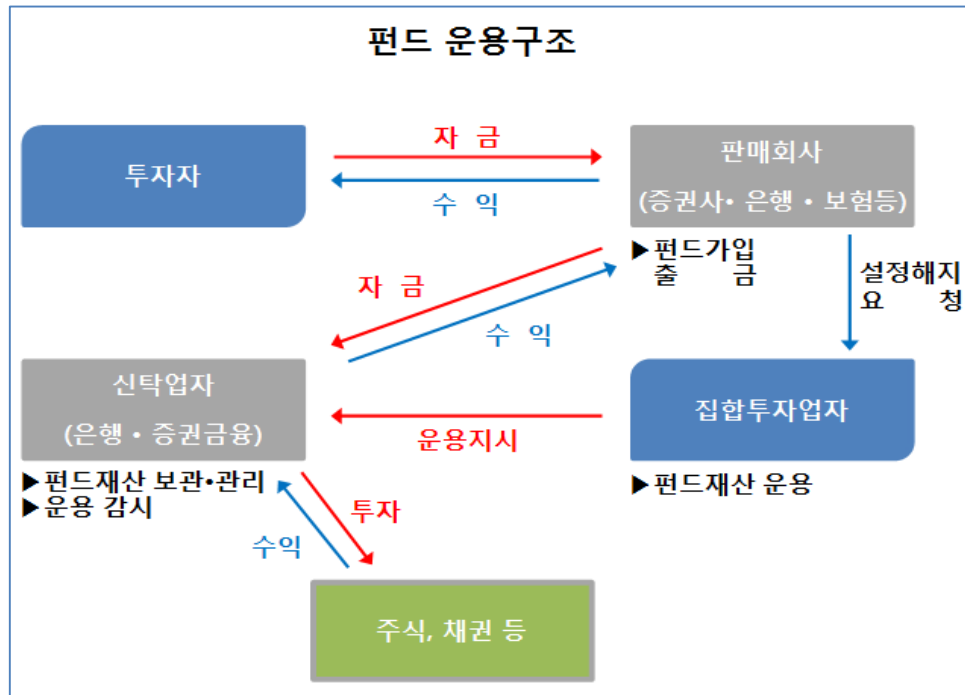 펀드 운용구조
투자자
자 금
수 익
판매회사
(증권사• 은행 • 보험등)
▶펀드가입
출 금
설정해지
요 청
자 금
수 익
신탁업자
(은행 • 증권금융)
▶펀드재산 보관•관리
▶운용 감시
운용지시
집합투자업자
▶펀드재산 운용
투자
수익
주식, 채권 등